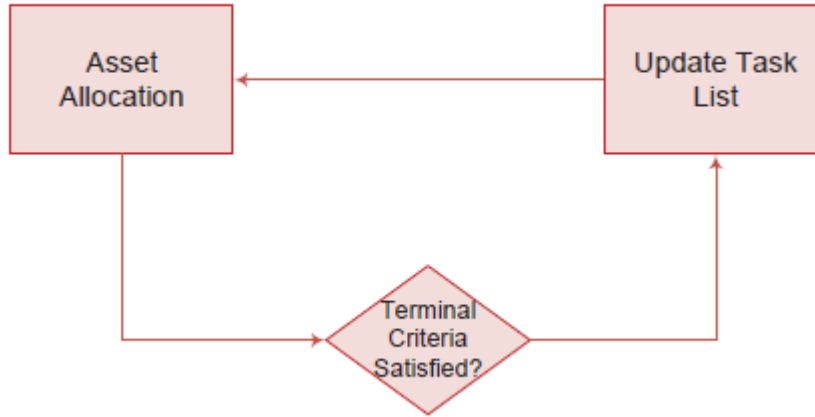 Asset
Allocation
Update Task
List
Terminal
Criteria
Satisfied?